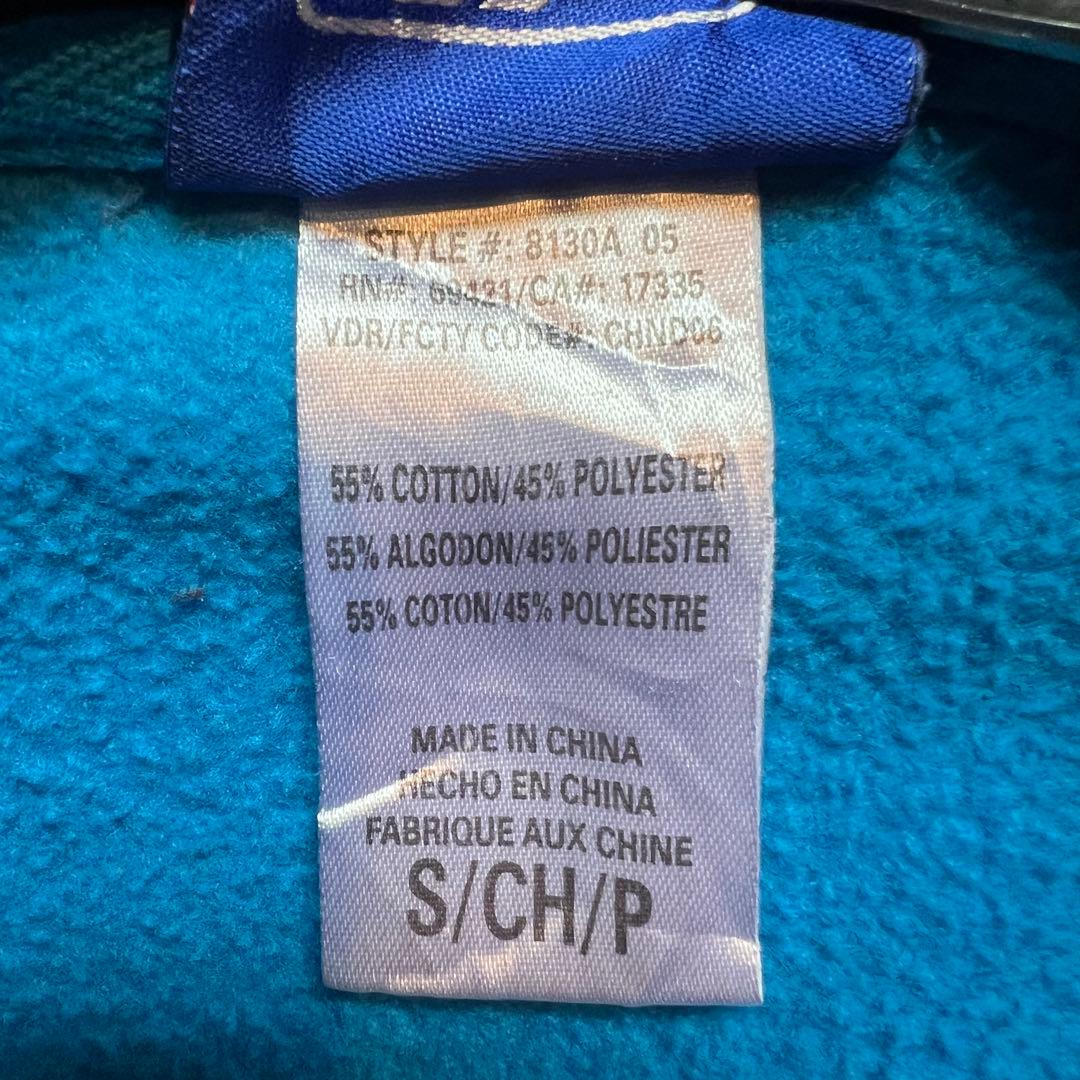 STYLE #: 8130A 05
RN#: 69421/CA#: 17335
VDR/FCTY CODE#: CHND06
55% COTTON/45% POLYESTER
55% ALGODON/45% POLIESTER
55% COTON/45% POLYESTRE
MADE IN CHINA
HECHO EN CHINA
FABRIQUE AUX CHINE
S/CH/P